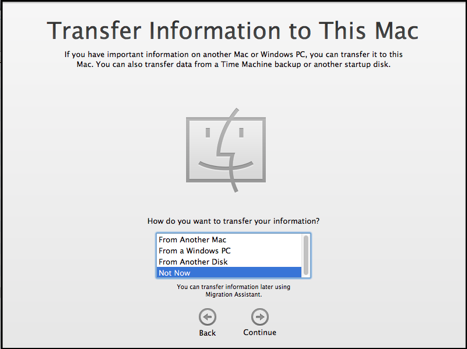 Transfer Information to This Mac
If you have important information on another Mac or Windows PC, you can transfer it to this
Mac. You can also transfer data from a Time Machine backup or another startup disk.
How do you want to transfer your information?
From Another Mac
From a Windows PC
From Another Disk
Not Now
You can transfer information later using
Migration Assistant.
Back
Continue